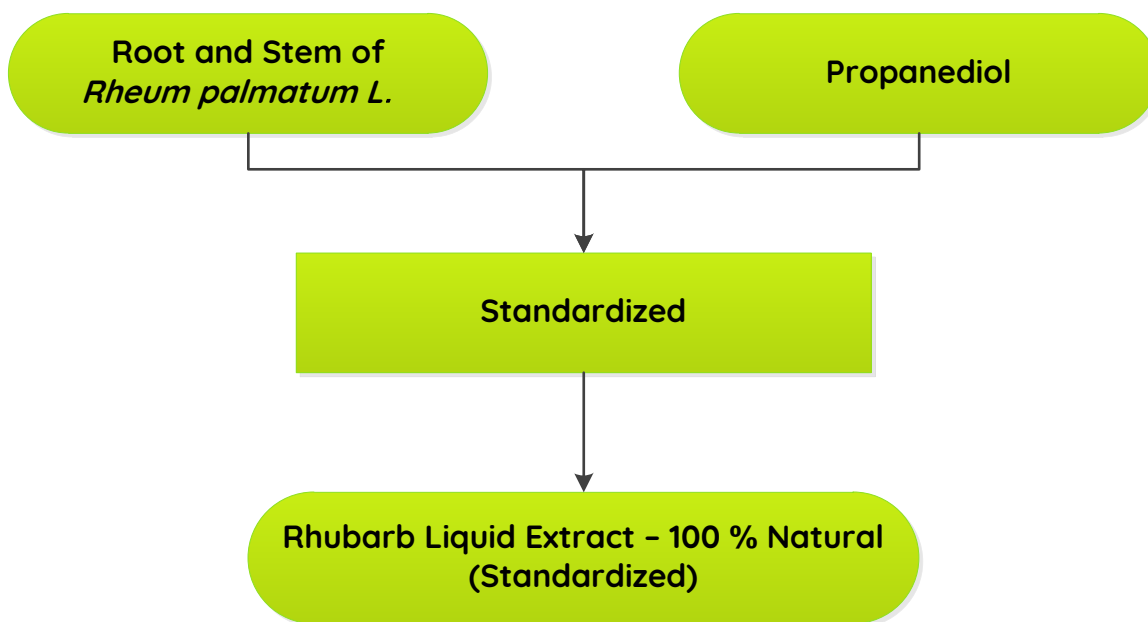 Root and Stem of
Rheum palmatum L.
Propanediol
Standardized
Rhubarb Liquid Extract – 100 % Natural
(Standardized)